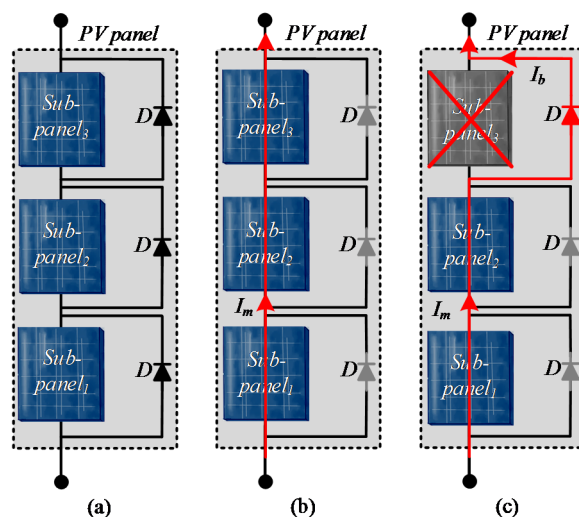 PV panel
Sub-
panel3
D
Sub-
panel2
D
Sub-
panel1
D
(a)
PV panel
Sub-
panel3
D
Sub-
panel2
D
Im
Sub-
panel1
D
(b)
PV panel
Ib
Sub-
panel3
D
Sub-
panel2
D
Im
Sub-
panel1
D
(c)